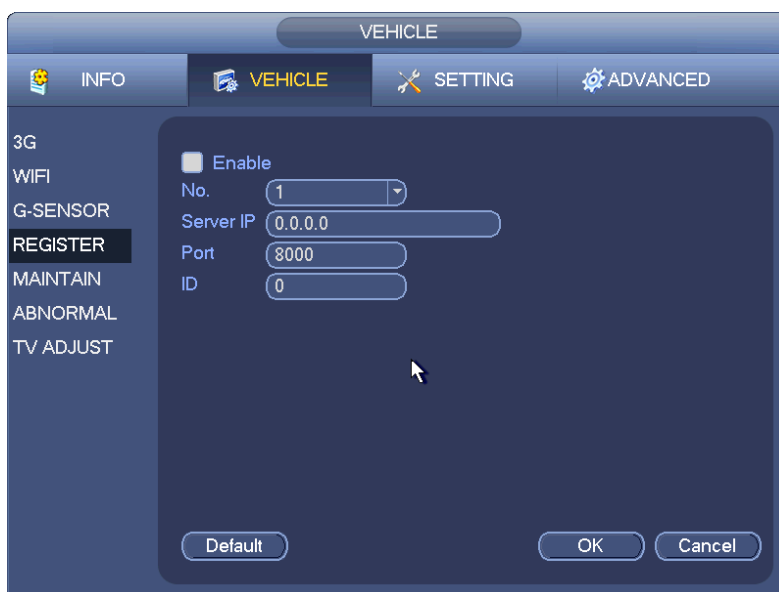 VEHICLE
INFO
VEHICLE
SETTING
ADVANCED
3G
WIFI
G-SENSOR
REGISTER
MAINTAIN
ABNORMAL
TV ADJUST
Enable
No. 1
Server IP 0.0.0.0
Port 8000
ID 0
Default
OK
Cancel